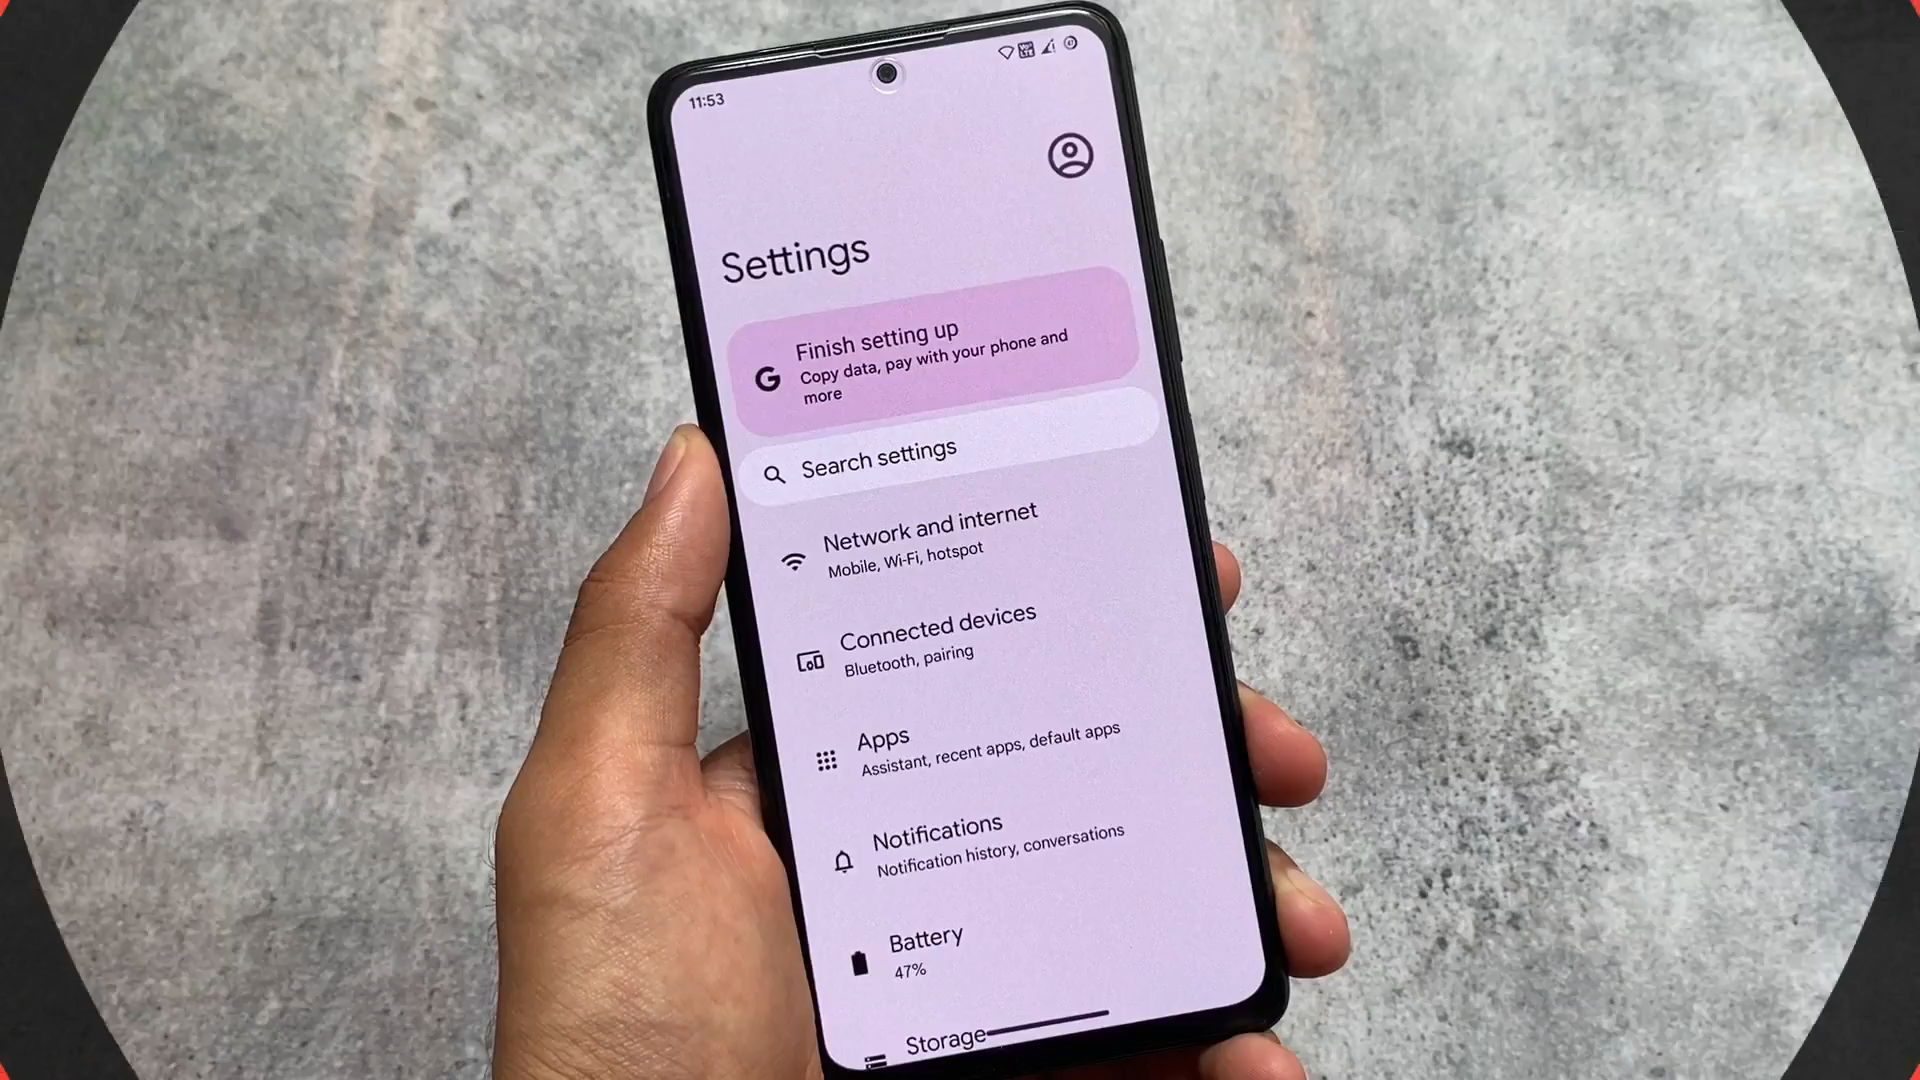 11:53
Settings
Finish setting up
Copy data, pay with your phone and
more
Search settings
Network and internet
Mobile, Wi-Fi, hotspot
Connected devices
Bluetooth, pairing
Apps
Assistant, recent apps, default apps
Notifications
Notification history, conversations
Battery
47%
Storage